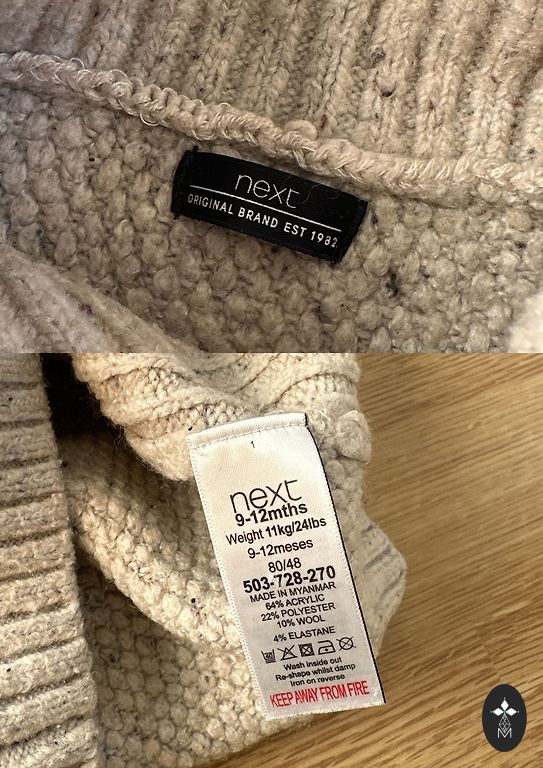 next
ORIGINAL BRAND EST 1982
1
next
9-12mths
Weight 11kg/24lbs
9-12meses
80/48
503-728-270
MADE IN MYANMAR
64% ACRYLIC
22% POLYESTER
10% WOOL
4% ELASTANE
Wash inside out
Re-shape whilst damp
Iron on reverse
KEEP AWAY FROM FIRE
M